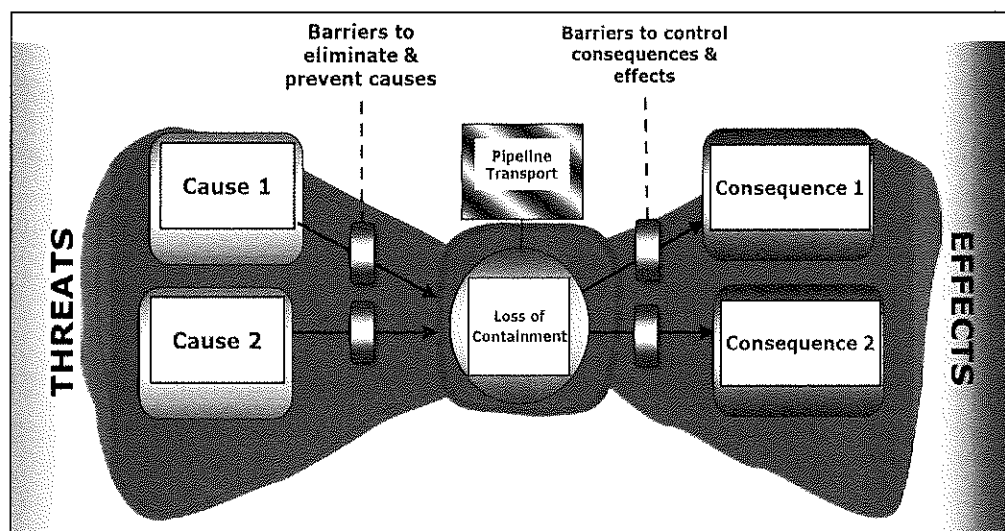 Barriers to
eliminate &
prevent causes
Barriers to control
consequences &
effects
Pipeline
Transport
Cause 1
Consequence 1
THREATS
EFFECTS
Loss of
Containment
Cause 2
Consequence 2